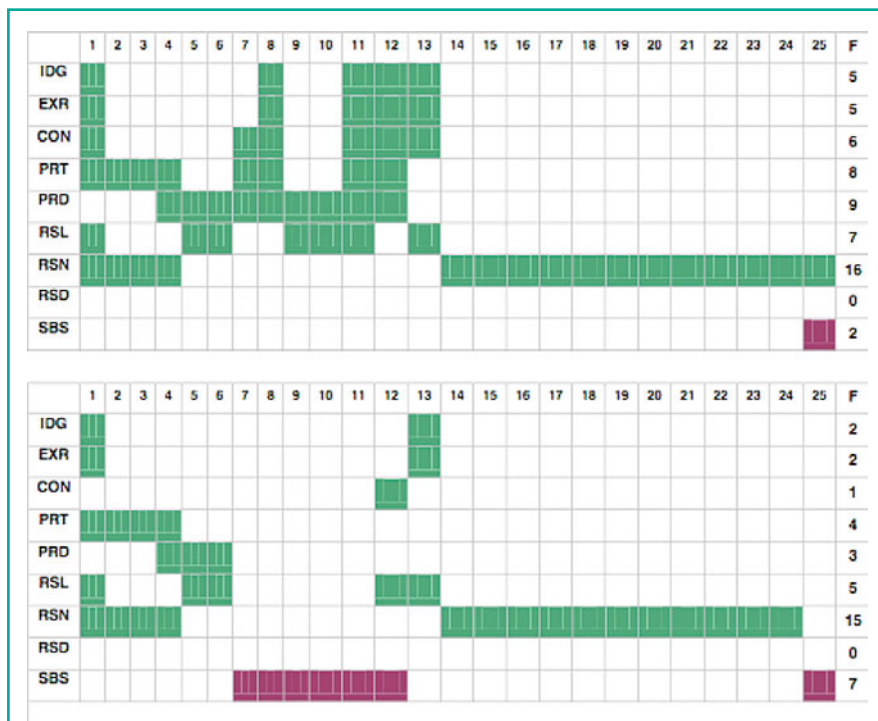 1 2 3 4 5 6 7 8 9 10 11 12 13 14 15 16 17 18 19 20 21 22 23 24 25 F
IDG 5
EXR 5
CON 6
PRT 8
PRD 9
RSL 7
RSN 16
RSD 0
SBS 2
1 2 3 4 5 6 7 8 9 10 11 12 13 14 15 16 17 18 19 20 21 22 23 24 25 F
IDG 2
EXR 2
CON 1
PRT 4
PRD 3
RSL 5
RSN 15
RSD 0
SBS 7